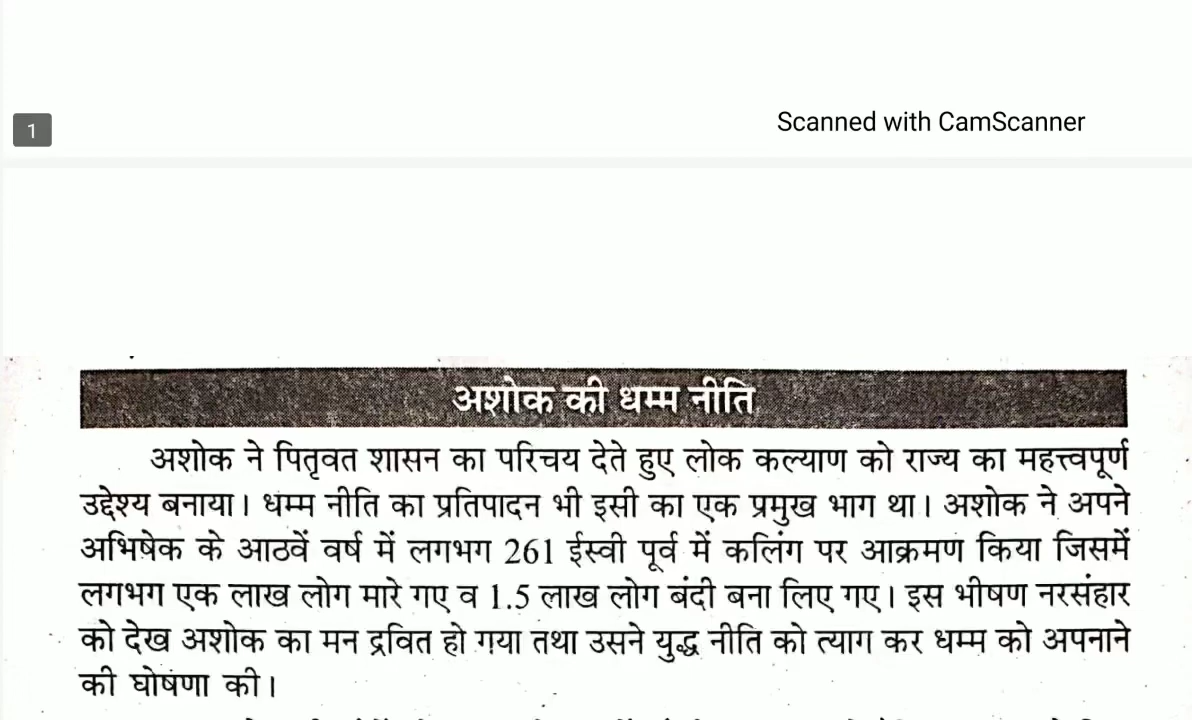 1
Scanned with CamScanner
अशोक की धम्म नीति
अशोक ने पितृवत शासन का परिचय देते हुए लोक कल्याण को राज्य का महत्त्वपूर्ण
उद्देश्य बनाया। धम्म नीति का प्रतिपादन भी इसी का एक प्रमुख भाग था। अशोक ने अपने
अभिषेक के आठवें वर्ष में लगभग 261 ईस्वी पूर्व में कलिंग पर आक्रमण किया जिसमें
लगभग एक लाख लोग मारे गए व 1.5 लाख लोग बंदी बना लिए गए। इस भीषण नरसंहार
को देख अशोक का मन द्रवित हो गया तथा उसने युद्ध नीति को त्याग कर धम्म को अपनाने
की घोषणा की।